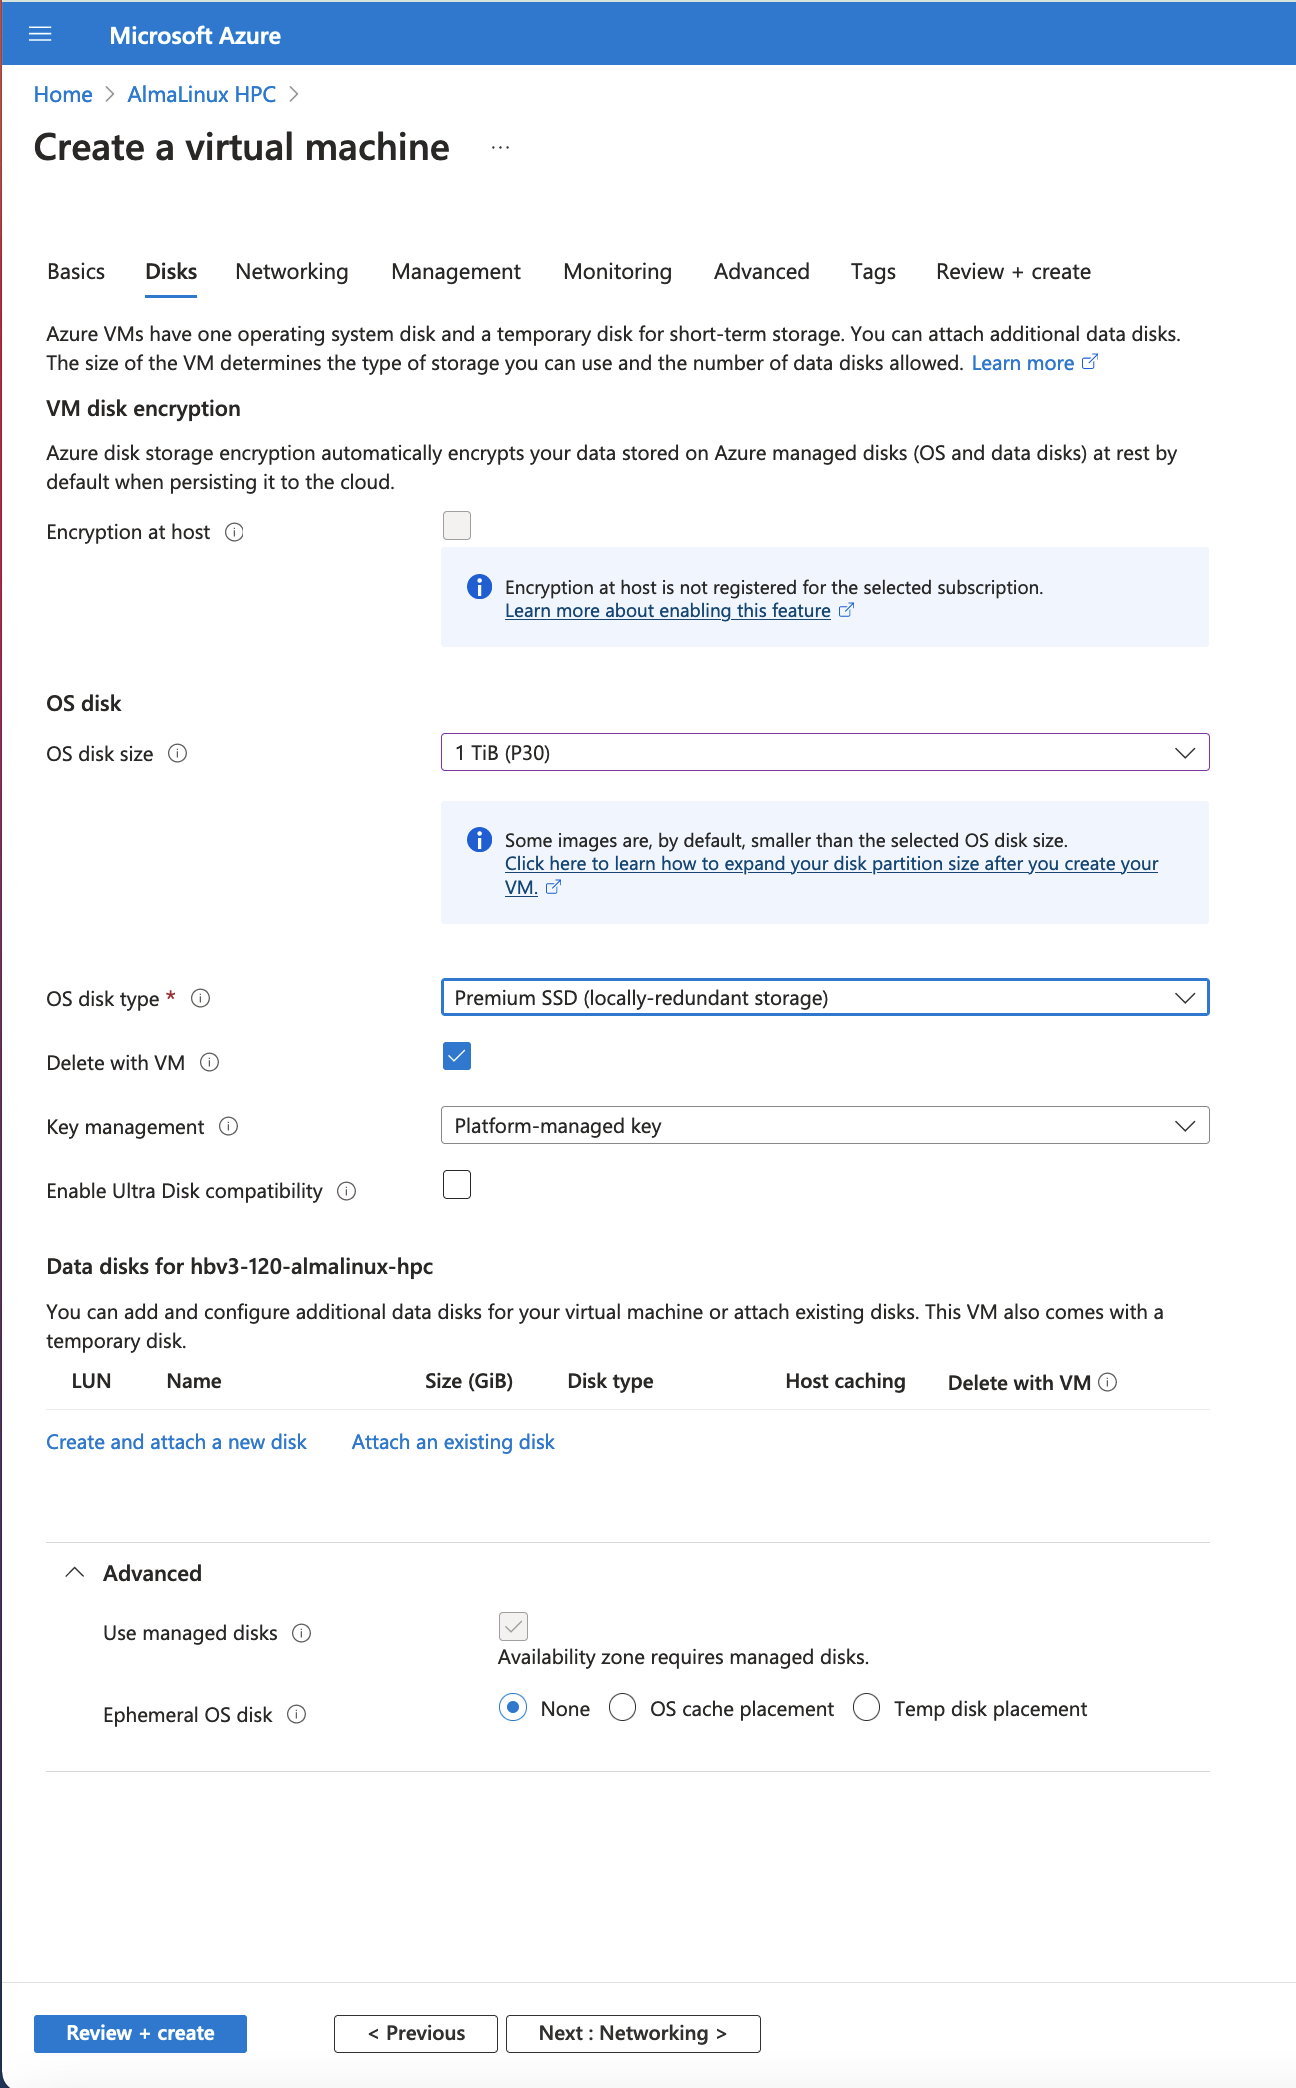 Microsoft Azure
Home > AlmaLinux HPC >
Create a virtual machine ...
Basics Disks Networking Management Monitoring Advanced Tags Review + create
Azure VMs have one operating system disk and a temporary disk for short-term storage. You can attach additional data disks.
The size of the VM determines the type of storage you can use and the number of data disks allowed. Learn more
VM disk encryption
Azure disk storage encryption automatically encrypts your data stored on Azure managed disks (OS and data disks) at rest by
default when persisting it to the cloud.
Encryption at host
Encryption at host is not registered for the selected subscription.
Learn more about enabling this feature
OS disk
OS disk size 1 TiB (P30)
Some images are, by default, smaller than the selected OS disk size.
Click here to learn how to expand your disk partition size after you create your
VM.
OS disk type * Premium SSD (locally-redundant storage)
Delete with VM
Key management Platform-managed key
Enable Ultra Disk compatibility
Data disks for hbv3-120-almalinux-hpc
You can add and configure additional data disks for your virtual machine or attach existing disks. This VM also comes with a
temporary disk.
LUN Name Size (GiB) Disk type Host caching Delete with VM
Create and attach a new disk Attach an existing disk
Advanced
Use managed disks
Availability zone requires managed disks.
Ephemeral OS disk None OS cache placement Temp disk placement
Review + create < Previous Next : Networking >